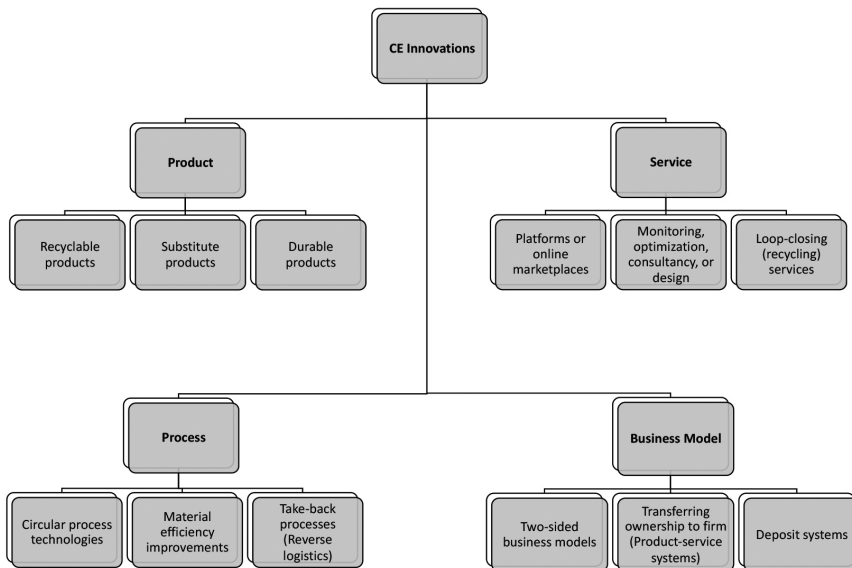 CE Innovations
Product
Service
Recyclable
products
Substitute
products
Durable
products
Platforms or
online
marketplaces
Monitoring,
optimization,
consultancy, or
design
Loop-closing
(recycling)
services
Process
Business Model
Circular process
technologies
Material
efficiency
improvements
Take-back
processes
(Reverse
logistics)
Two-sided
business models
Transferring
ownership to firm
(Product-service
systems)
Deposit systems